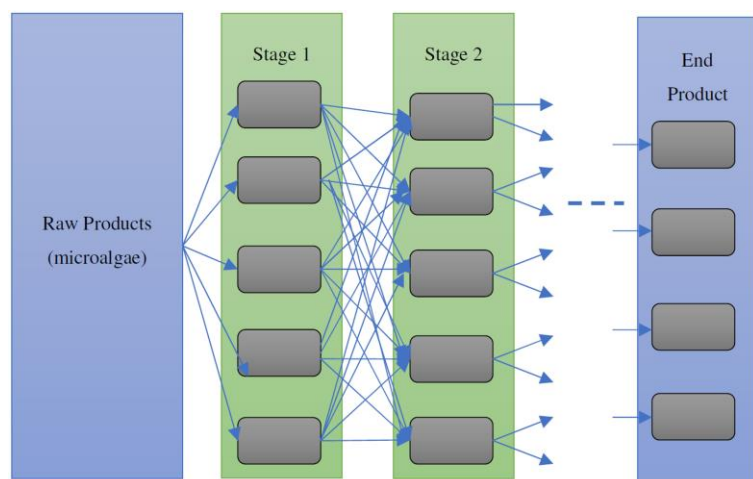 Raw Products
(microalgae)
Stage 1
Stage 2
End
Product